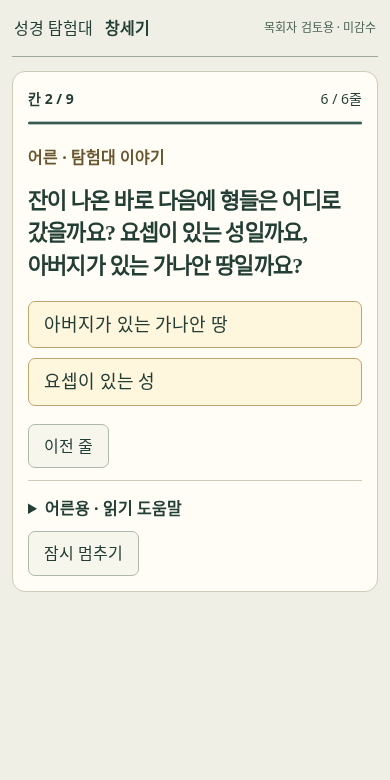 성경 탐험대 창세기
목회자 검토용 · 미감수
칸 2 / 9
6 / 6줄
어른 · 탐험대 이야기
잔이 나온 바로 다음에 형들은 어디로
갔을까요? 요셉이 있는 성일까요,
아버지가 있는 가나안 땅일까요?
아버지가 있는 가나안 땅
요셉이 있는 성
이전 줄
▶ 어른용 · 읽기 도움말
잠시 멈추기